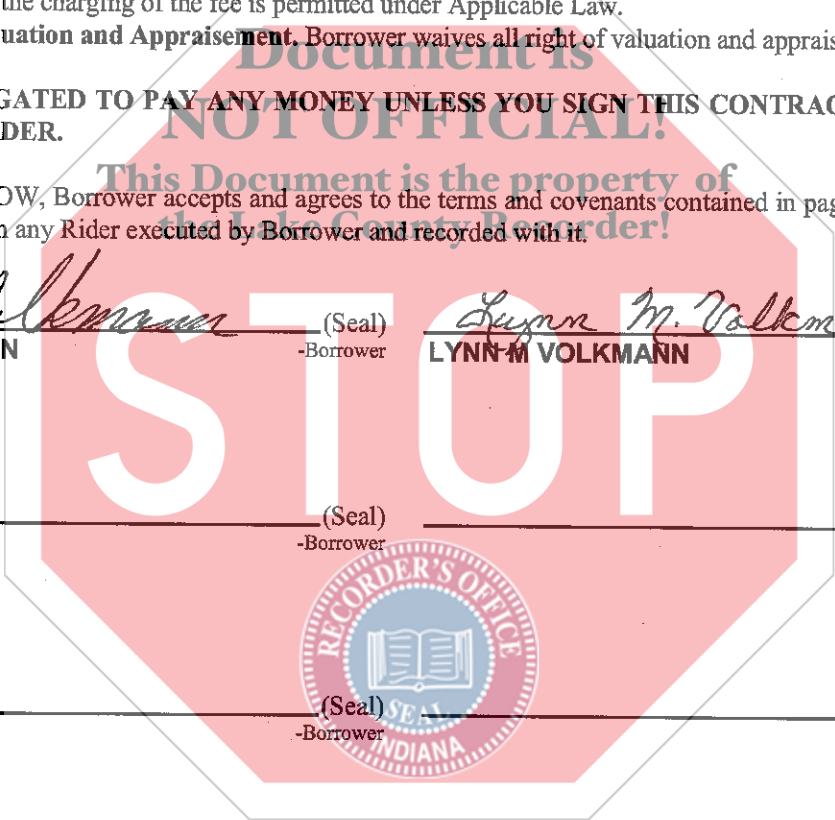 the charging of the fee is permitted under Applicable Law.
uation and Appraisement. Borrower waives all right of valuation and apprais
Document is
GATED TO PAY ANY MONEY UNLESS YOU SIGN THIS CONTRAC
NOT OFFICIAL!
DER.
This Document is the property of
OW, Borrower accepts and agrees to the terms and covenants contained in pag
the Lake County Recorder!
n any Rider executed by Borrower and recorded with it.
lkmann (Seal) Lynn M. Volkm
N -Borrower LYNN M VOLKMANN
STOP
(Seal)
-Borrower
RECORDER'S OFFICE
(Seal)
SEAL
-Borrower
INDIANA